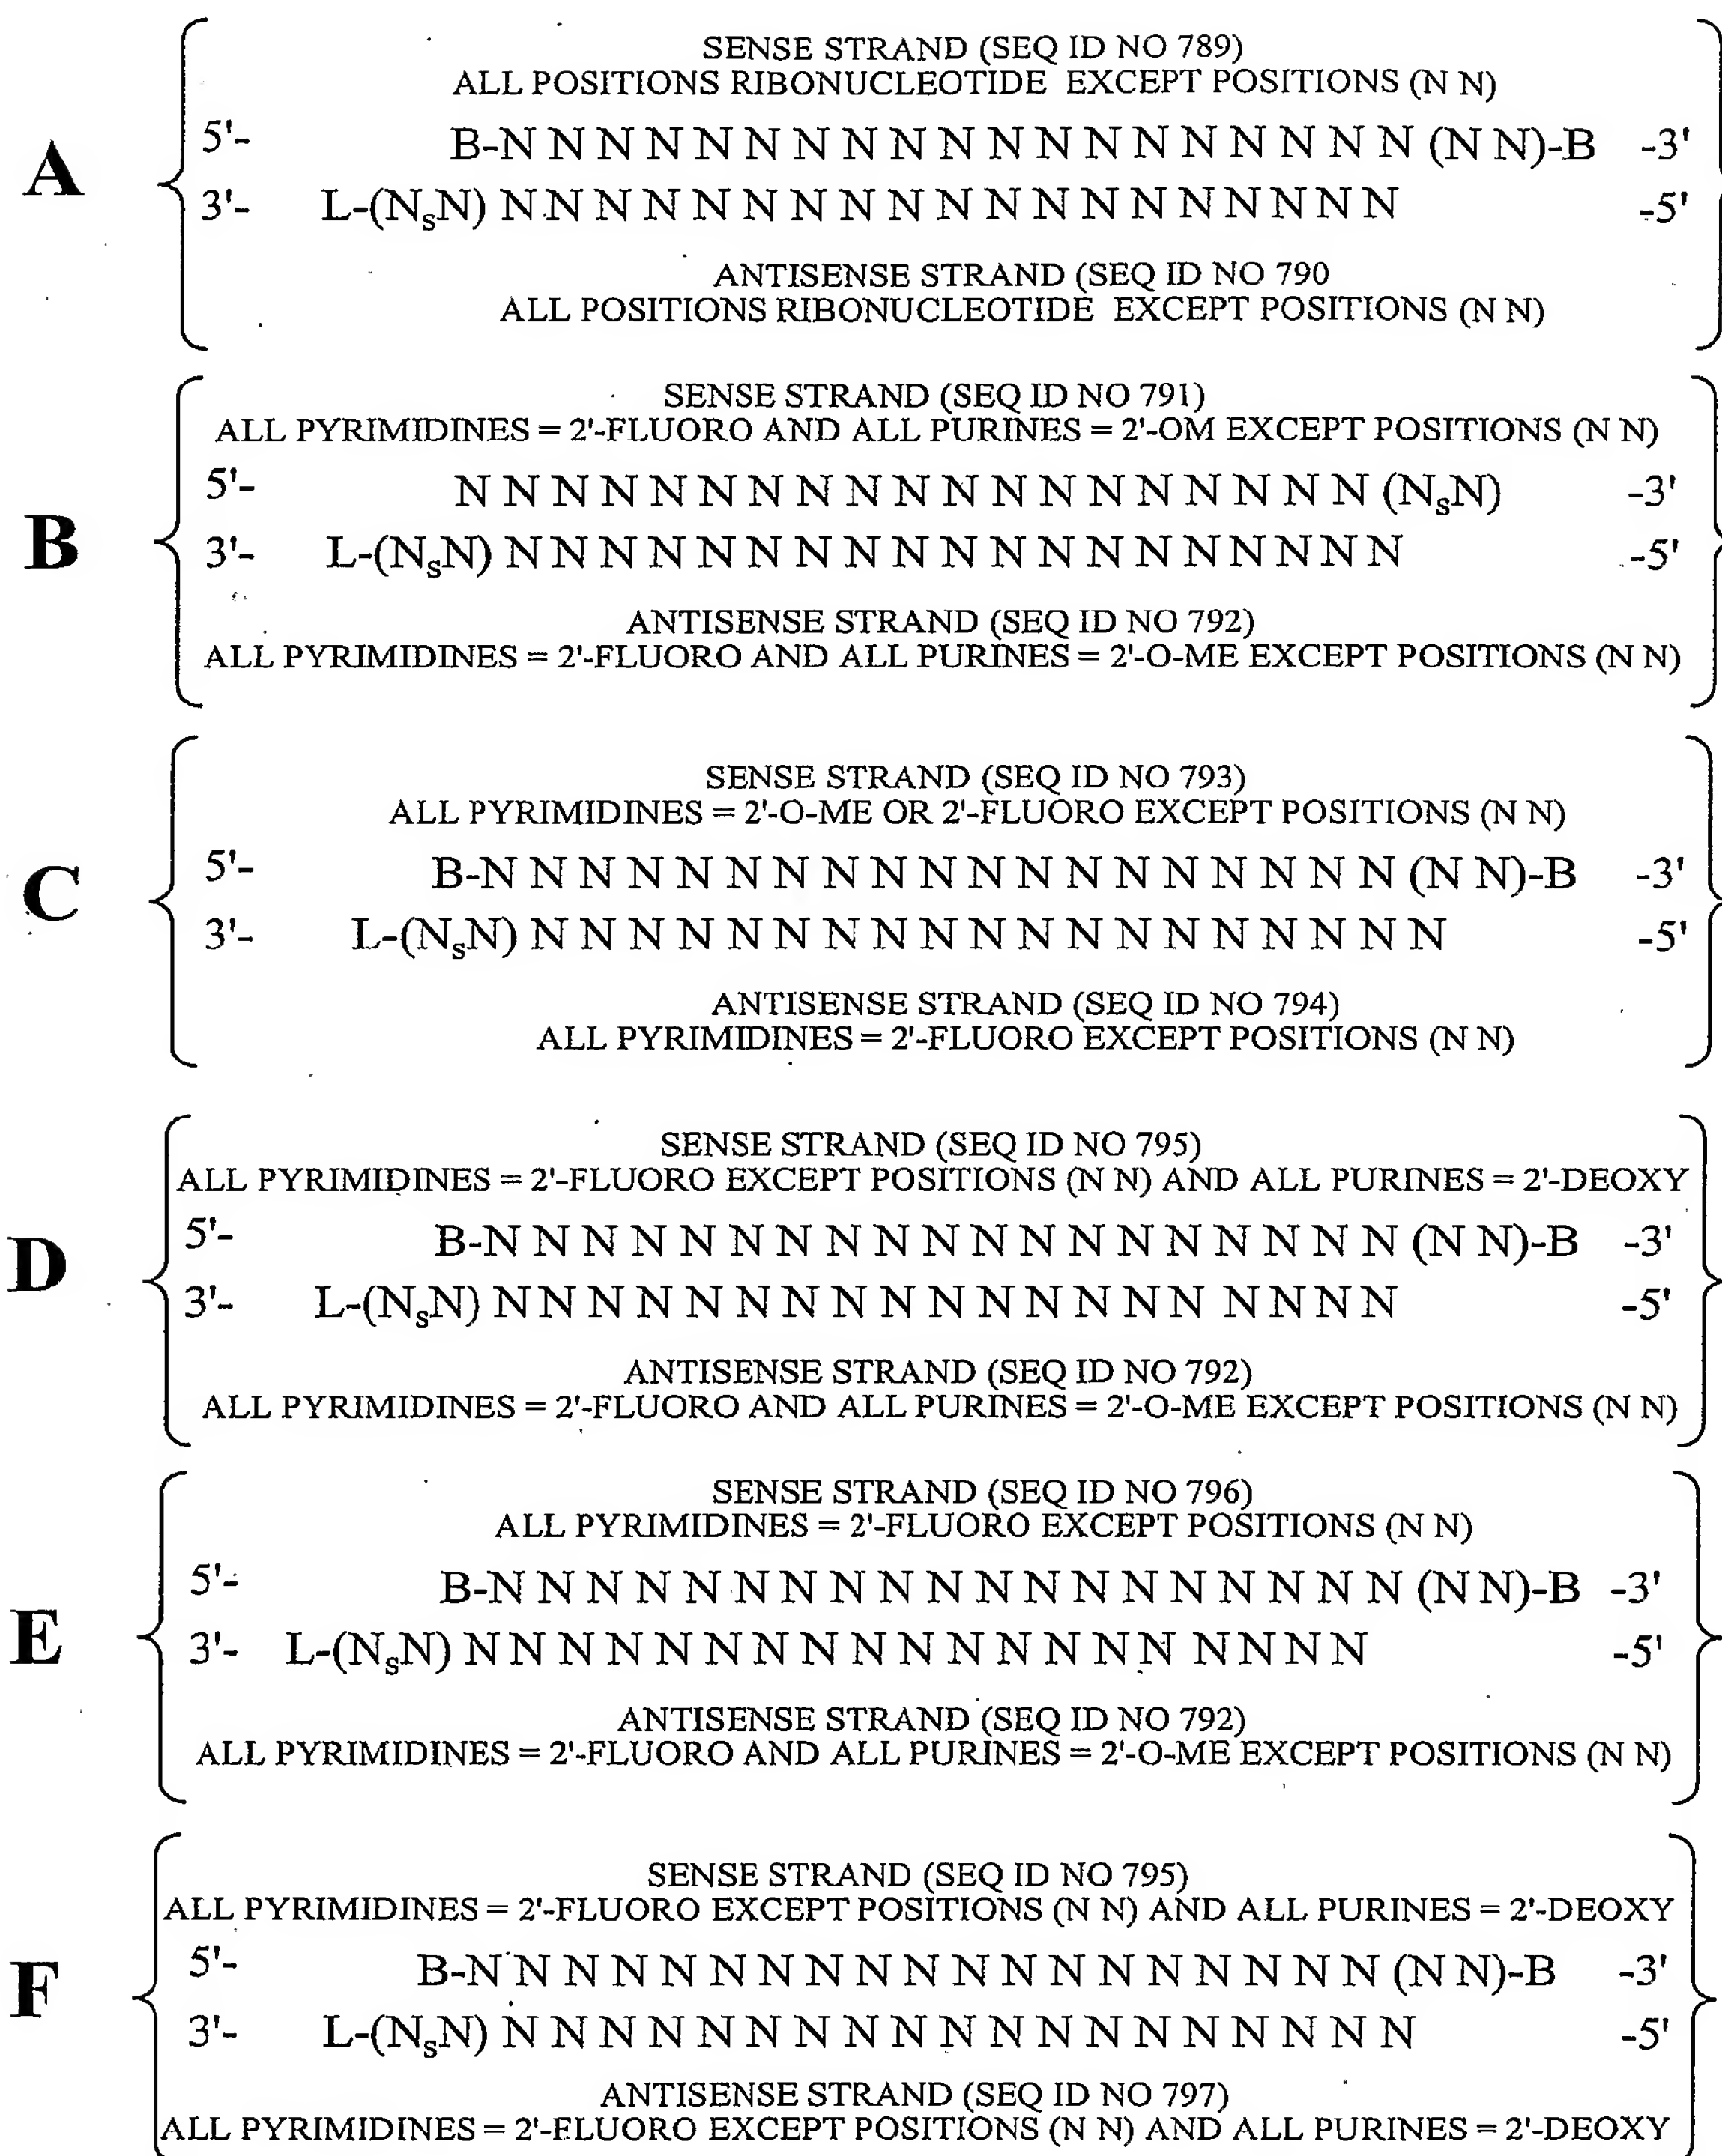 A
SENSE STRAND (SEQ ID NO 789)
ALL POSITIONS RIBONUCLEOTIDE EXCEPT POSITIONS (N N)
5'- B-N N N N N N N N N N N N N N N N N N N (N N)-B -3'
3'- L-(NsN) N N N N N N N N N N N N N N N N N N N -5'
ANTISENSE STRAND (SEQ ID NO 790
ALL POSITIONS RIBONUCLEOTIDE EXCEPT POSITIONS (N N)
B
SENSE STRAND (SEQ ID NO 791)
ALL PYRIMIDINES = 2'-FLUORO AND ALL PURINES = 2'-OM EXCEPT POSITIONS (N N)
5'- N N N N N N N N N N N N N N N N N N N (NsN) -3'
3'- L-(NsN) N N N N N N N N N N N N N N N N N N N -5'
ANTISENSE STRAND (SEQ ID NO 792)
ALL PYRIMIDINES = 2'-FLUORO AND ALL PURINES = 2'-O-ME EXCEPT POSITIONS (N N)
C
SENSE STRAND (SEQ ID NO 793)
ALL PYRIMIDINES = 2'-O-ME OR 2'-FLUORO EXCEPT POSITIONS (N N)
5'- B-N N N N N N N N N N N N N N N N N N N (N N)-B -3'
3'- L-(NsN) N N N N N N N N N N N N N N N N N N N -5'
ANTISENSE STRAND (SEQ ID NO 794)
ALL PYRIMIDINES = 2'-FLUORO EXCEPT POSITIONS (N N)
D
SENSE STRAND (SEQ ID NO 795)
ALL PYRIMIDINES = 2'-FLUORO EXCEPT POSITIONS (N N) AND ALL PURINES = 2'-DEOXY
5'- B-N N N N N N N N N N N N N N N N N N N (N N)-B -3'
3'- L-(NsN) N N N N N N N N N N N N N N N N N N N -5'
ANTISENSE STRAND (SEQ ID NO 792)
ALL PYRIMIDINES = 2'-FLUORO AND ALL PURINES = 2'-O-ME EXCEPT POSITIONS (N N)
E
SENSE STRAND (SEQ ID NO 796)
ALL PYRIMIDINES = 2'-FLUORO EXCEPT POSITIONS (N N)
5'- B-N N N N N N N N N N N N N N N N N N N (N N)-B -3'
3'- L-(NsN) N N N N N N N N N N N N N N N N N N N -5'
ANTISENSE STRAND (SEQ ID NO 792)
ALL PYRIMIDINES = 2'-FLUORO AND ALL PURINES = 2'-O-ME EXCEPT POSITIONS (N N)
F
SENSE STRAND (SEQ ID NO 795)
ALL PYRIMIDINES = 2'-FLUORO EXCEPT POSITIONS (N N) AND ALL PURINES = 2'-DEOXY
5'- B-N N N N N N N N N N N N N N N N N N N (N N)-B -3'
3'- L-(NsN) N N N N N N N N N N N N N N N N N N N -5'
ANTISENSE STRAND (SEQ ID NO 797)
ALL PYRIMIDINES = 2'-FLUORO EXCEPT POSITIONS (N N) AND ALL PURINES = 2'-DEOXY